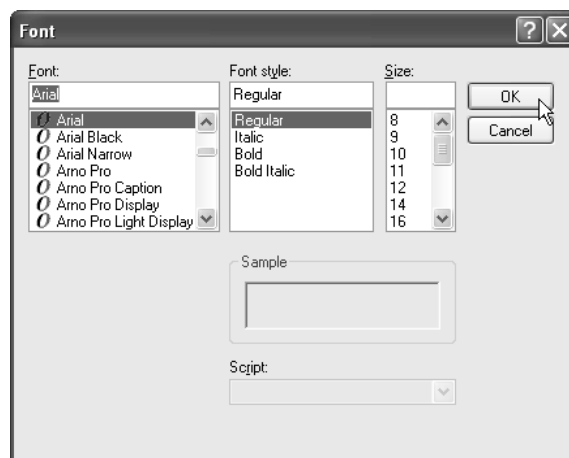 Font
Font:
Arial
Arial
Arial Black
Arial Narrow
Arno Pro
Arno Pro Caption
Arno Pro Display
Arno Pro Light Display
Font style:
Regular
Regular
Italic
Bold
Bold Italic
Size:
8
9
10
11
12
14
16
OK
Cancel
Sample
Script: